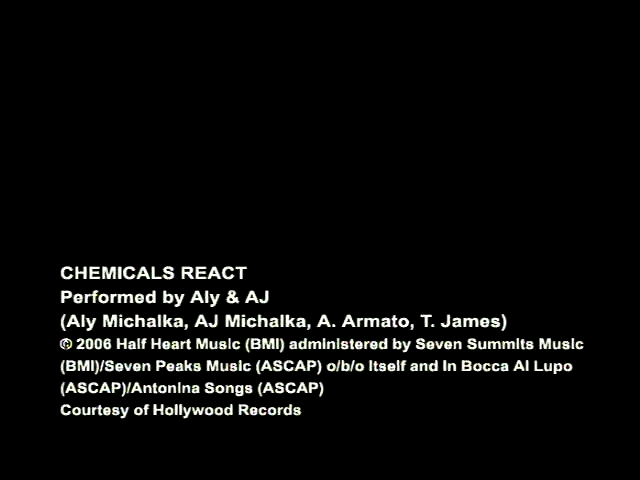 CHEMICALS REACT
Performed by Aly & AJ
(Aly Michalka, AJ Michalka, A. Armato, T. James)
© 2006 Half Heart Music (BMI) administered by Seven Summits Music
(BMI)/Seven Peaks Music (ASCAP) o/b/o Itself and In Bocca Al Lupo
(ASCAP)/Antonina Songs (ASCAP)
Courtesy of Hollywood Records